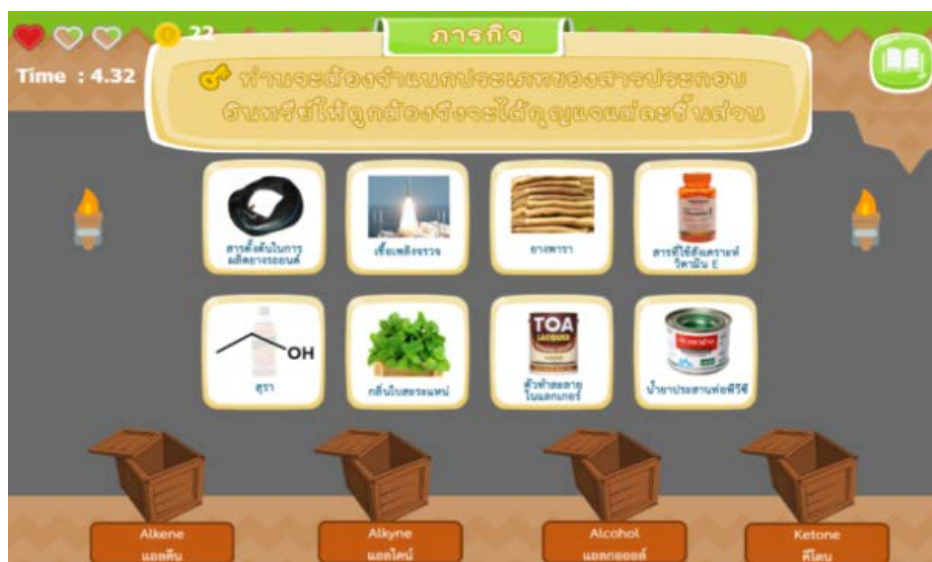 22
ภารกิจ
Time : 4.32
ท่านจะต้องจำแนกประเภทของสารประกอบ
อินทรีย์ให้ถูกต้องจึงจะได้กุญแจแต่ละชิ้นส่วน
สารตั้งต้นในการ
ผลิตยางรถยนต์
เชื้อเพลิงจรวจ
ยางพารา
สารที่ใช้สังเคราะห์
วิตามิน E
OH
สุรา
กลิ่นใบสะระแหน่
TOA
LACQUER
ตัวทำละลาย
ในแลกเกอร์
น้ำยาประสานท่อพีวีซี
Alkene
แอลคีน
Alkyne
แอลไคน์
Alcohol
แอลกอฮอล์
Ketone
คีโตน